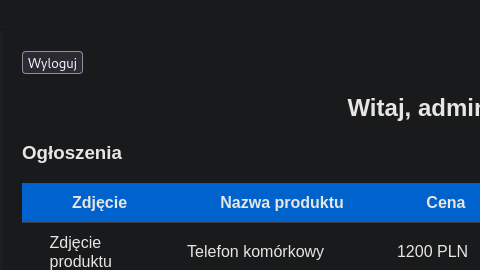 Wyloguj
Witaj, admin
Ogłoszenia
Zdjęcie Nazwa produktu Cena
Zdjęcie
produktu Telefon komórkowy 1200 PLN